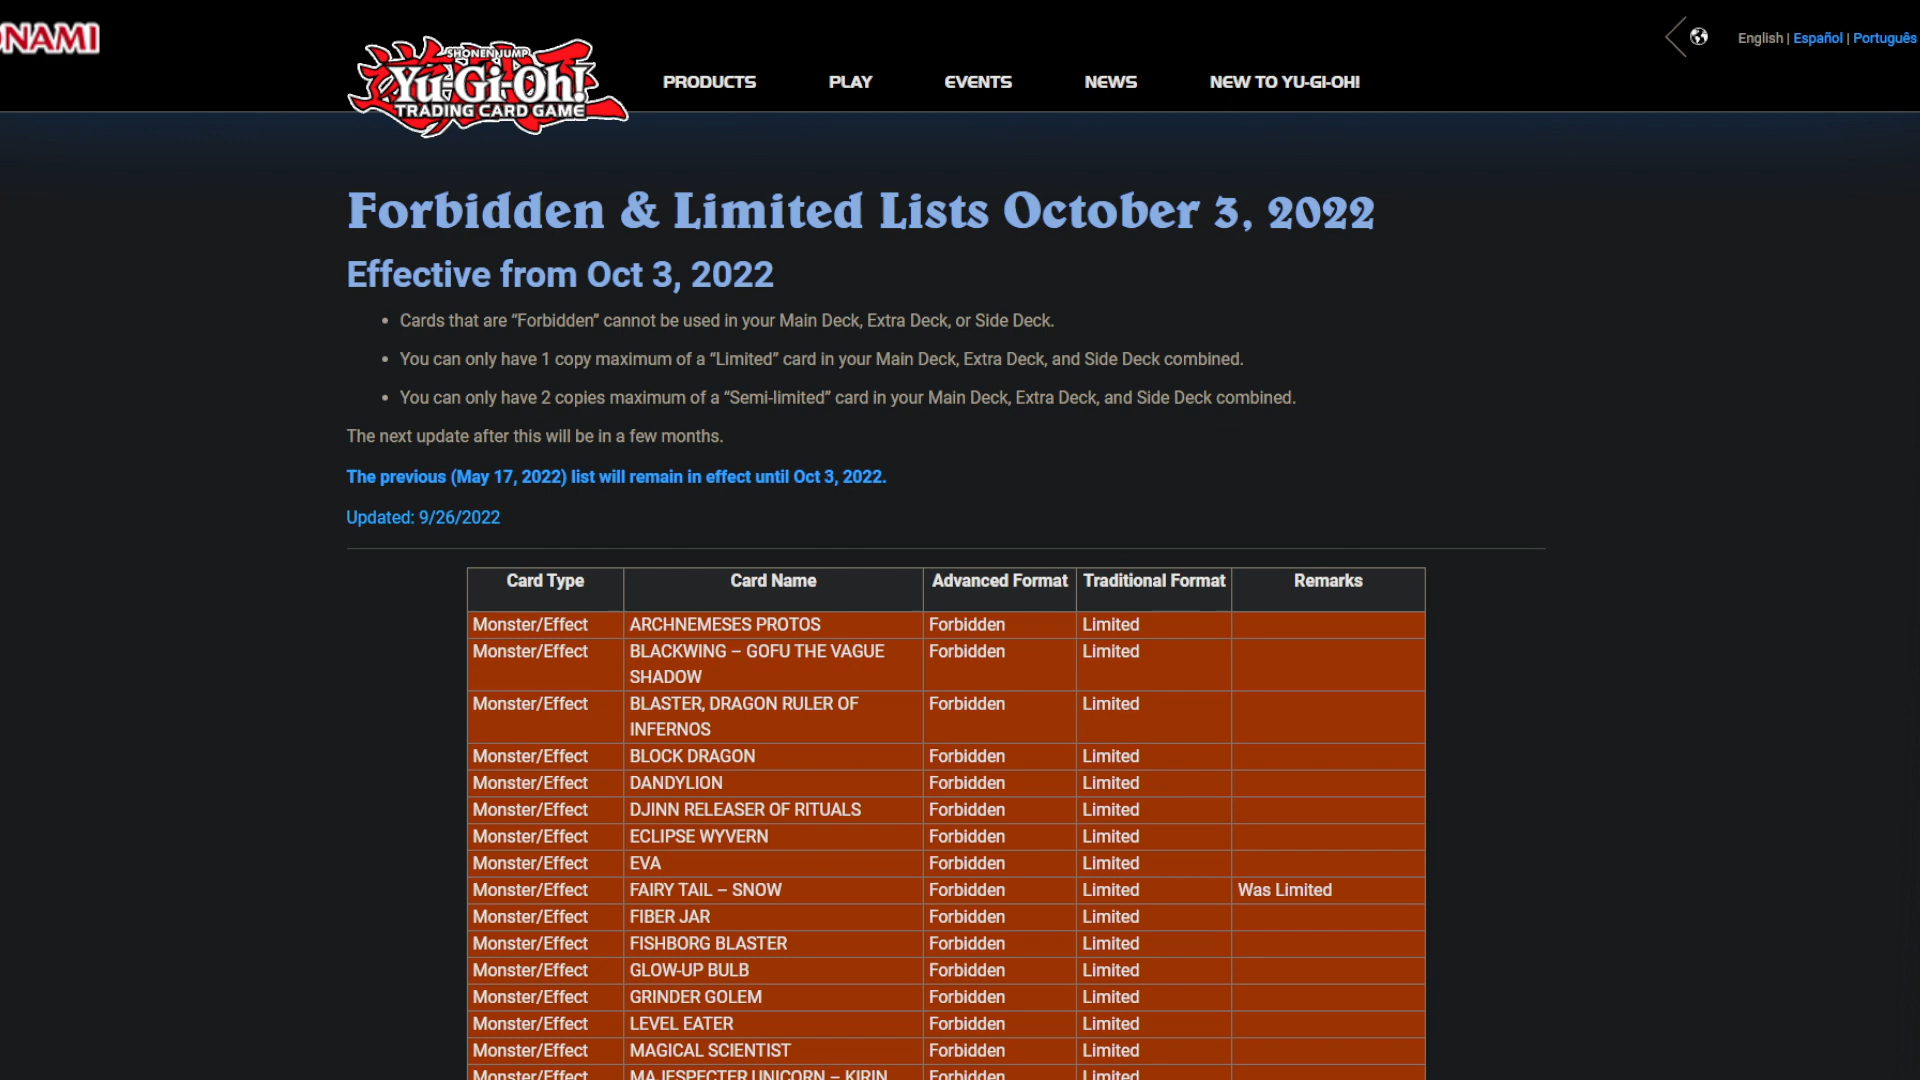 NAMI
SHONEN JUMP
Yu-Gi-Oh!
TRADING CARD GAME
PRODUCTS PLAY EVENTS NEWS NEW TO YU-GI-OH!
English | Español | Português
Forbidden & Limited Lists October 3, 2022
Effective from Oct 3, 2022
• Cards that are “Forbidden” cannot be used in your Main Deck, Extra Deck, or Side Deck.
• You can only have 1 copy maximum of a “Limited” card in your Main Deck, Extra Deck, and Side Deck combined.
• You can only have 2 copies maximum of a “Semi-limited” card in your Main Deck, Extra Deck, and Side Deck combined.
The next update after this will be in a few months.
The previous (May 17, 2022) list will remain in effect until Oct 3, 2022.
Updated: 9/26/2022
Card Type Card Name Advanced Format Traditional Format Remarks
Monster/Effect ARCHNEMESES PROTOS Forbidden Limited
Monster/Effect BLACKWING – GOFU THE VAGUE Forbidden Limited
SHADOW
Monster/Effect BLASTER, DRAGON RULER OF Forbidden Limited
INFERNOS
Monster/Effect BLOCK DRAGON Forbidden Limited
Monster/Effect DANDYLION Forbidden Limited
Monster/Effect DJINN RELEASER OF RITUALS Forbidden Limited
Monster/Effect ECLIPSE WYVERN Forbidden Limited
Monster/Effect EVA Forbidden Limited
Monster/Effect FAIRY TAIL – SNOW Forbidden Limited Was Limited
Monster/Effect FIBER JAR Forbidden Limited
Monster/Effect FISHBORG BLASTER Forbidden Limited
Monster/Effect GLOW-UP BULB Forbidden Limited
Monster/Effect GRINDER GOLEM Forbidden Limited
Monster/Effect LEVEL EATER Forbidden Limited
Monster/Effect MAGICAL SCIENTIST Forbidden Limited
Monster/Effect MAJESPECTER UNICORN – KIRIN Forbidden Limited